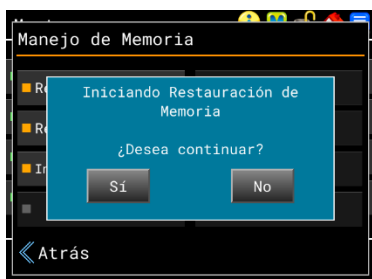 Manejo de Memoria
Iniciando Restauración de
Memoria
¿Desea continuar?
Sí
No
Atrás